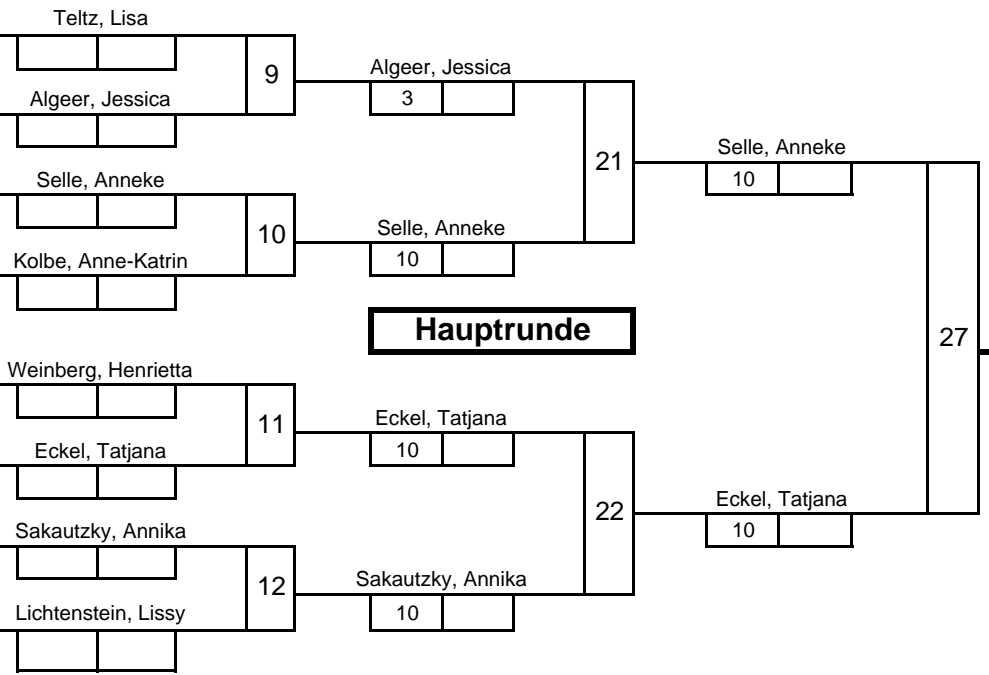 Teltz, Lisa
9
Algeer, Jessica
Algeer, Jessica
3
21
Selle, Anneke
10
Selle, Anneke
10
Selle, Anneke
10
Kolbe, Anne-Katrin
Hauptrunde
27
Weinberg, Henrietta
11
Eckel, Tatjana
10
Eckel, Tatjana
22
Eckel, Tatjana
10
Sakautzky, Annika
12
Sakautzky, Annika
10
Lichtenstein, Lissy